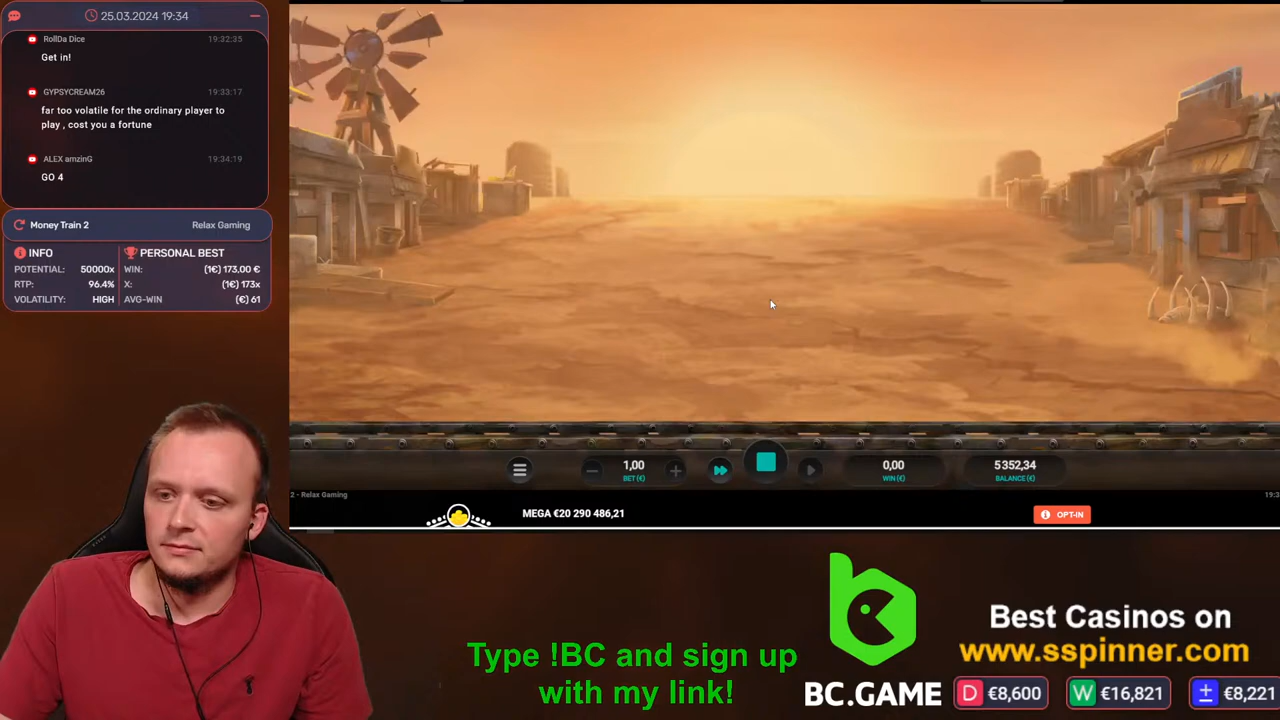 25.03.2024 19:34
RollDa Dice 19:32:35
Get in!
GYPSYCREAM26 19:33:17
far too volatile for the ordinary player to
play , cost you a fortune
ALEX amzinG 19:34:19
GO 4
Money Train 2 Relax Gaming
INFO PERSONAL BEST
POTENTIAL: 50000x WIN: (1€) 173,00 €
RTP: 96.4% X: (1€) 173x
VOLATILITY: HIGH AVG-WIN (€) 61
1,00
BET (€)
0,00
WIN (€)
5 352,34
BALANCE (€)
2 - Relax Gaming 19:3
MEGA €20 290 486,21
OPT-IN
Type !BC and sign up
with my link!
BC.GAME
Best Casinos on
www.sspinner.com
D €8,600 W €16,821 ± €8,221